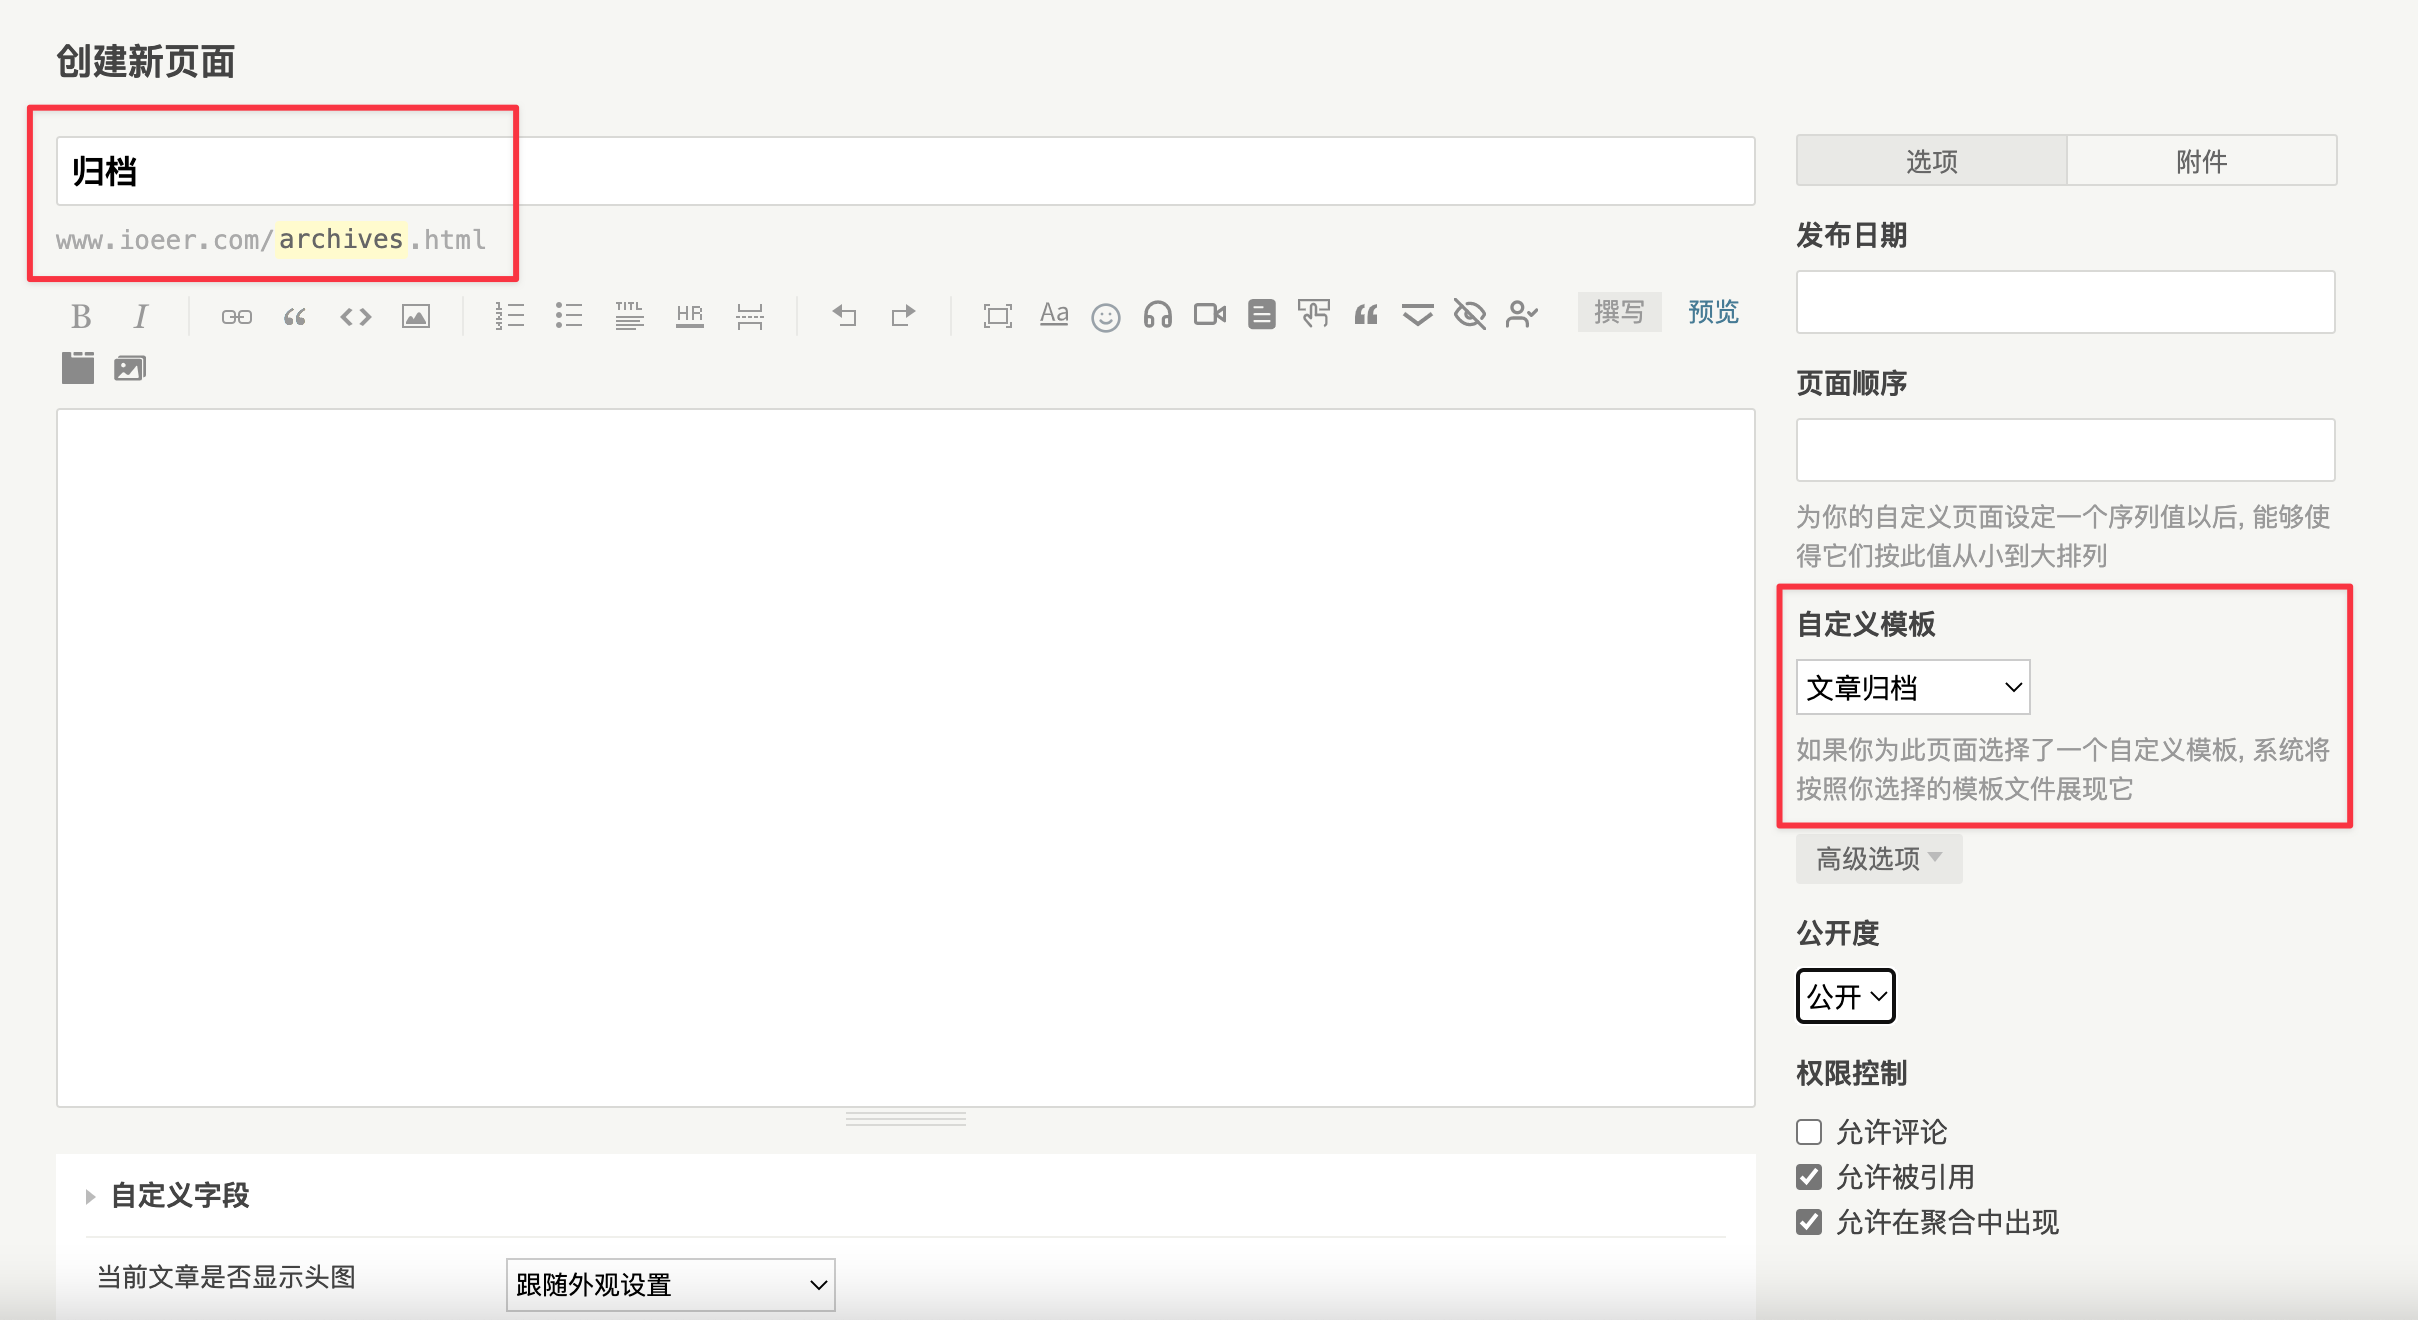 创建新页面
归档
www.ioeer.com/archives.html
B I TITL HR Aa 撰写 预览
自定义字段
当前文章是否显示头图 跟随外观设置
选项 附件
发布日期
页面顺序
为你的自定义页面设定一个序列值以后, 能够使
得它们按此值从小到大排列
自定义模板
文章归档
如果你为此页面选择了一个自定义模板, 系统将
按照你选择的模板文件展现它
高级选项
公开度
公开
权限控制
允许评论
允许被引用
允许在聚合中出现